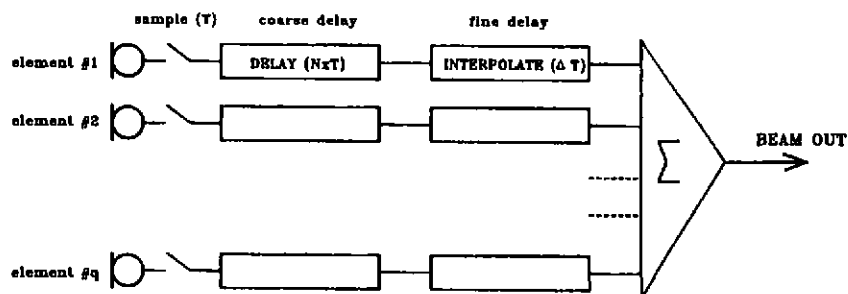 sample (T) coarse delay fine delay
element #1 DELAY (NxT) INTERPOLATE (Δ T)
element #2
BEAM OUT
Σ
element #q